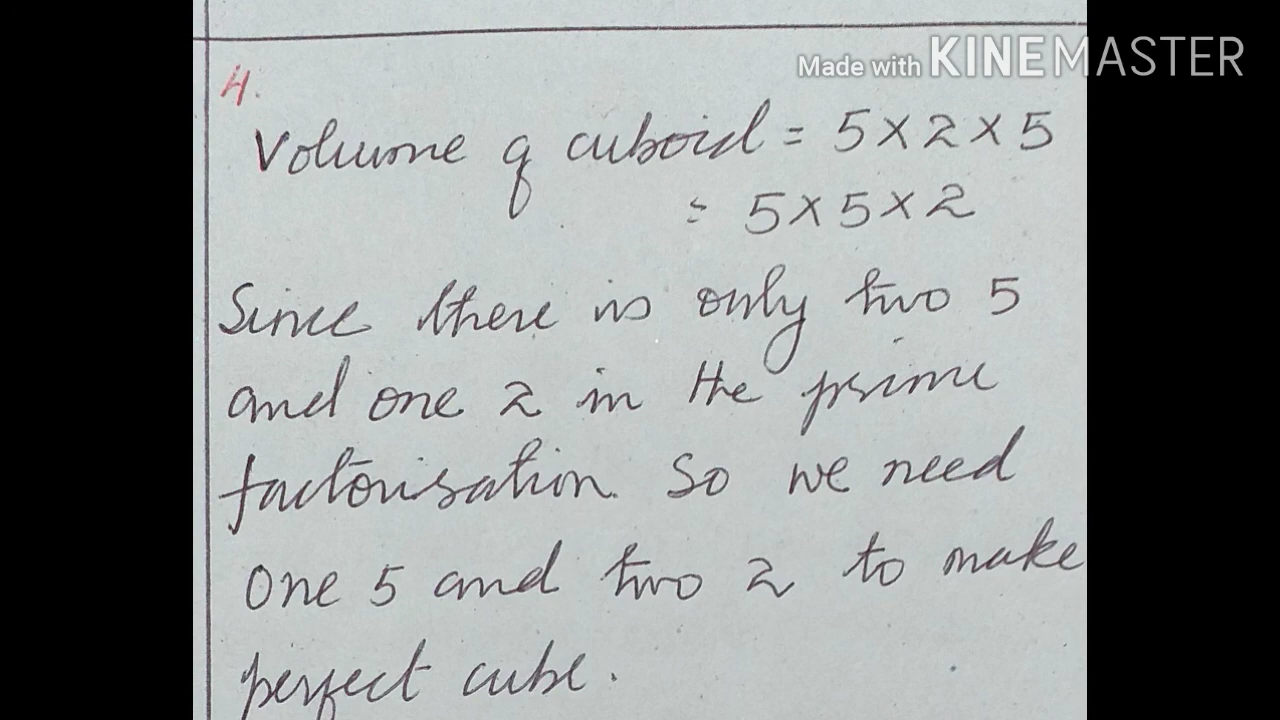 Made with KINEMASTER
4.
Volume of cuboid = 5×2×5
= 5×5×2
Since there is only two 5
and one 2 in the prime
factorisation. So we need
One 5 and two 2 to make
perfect cube.